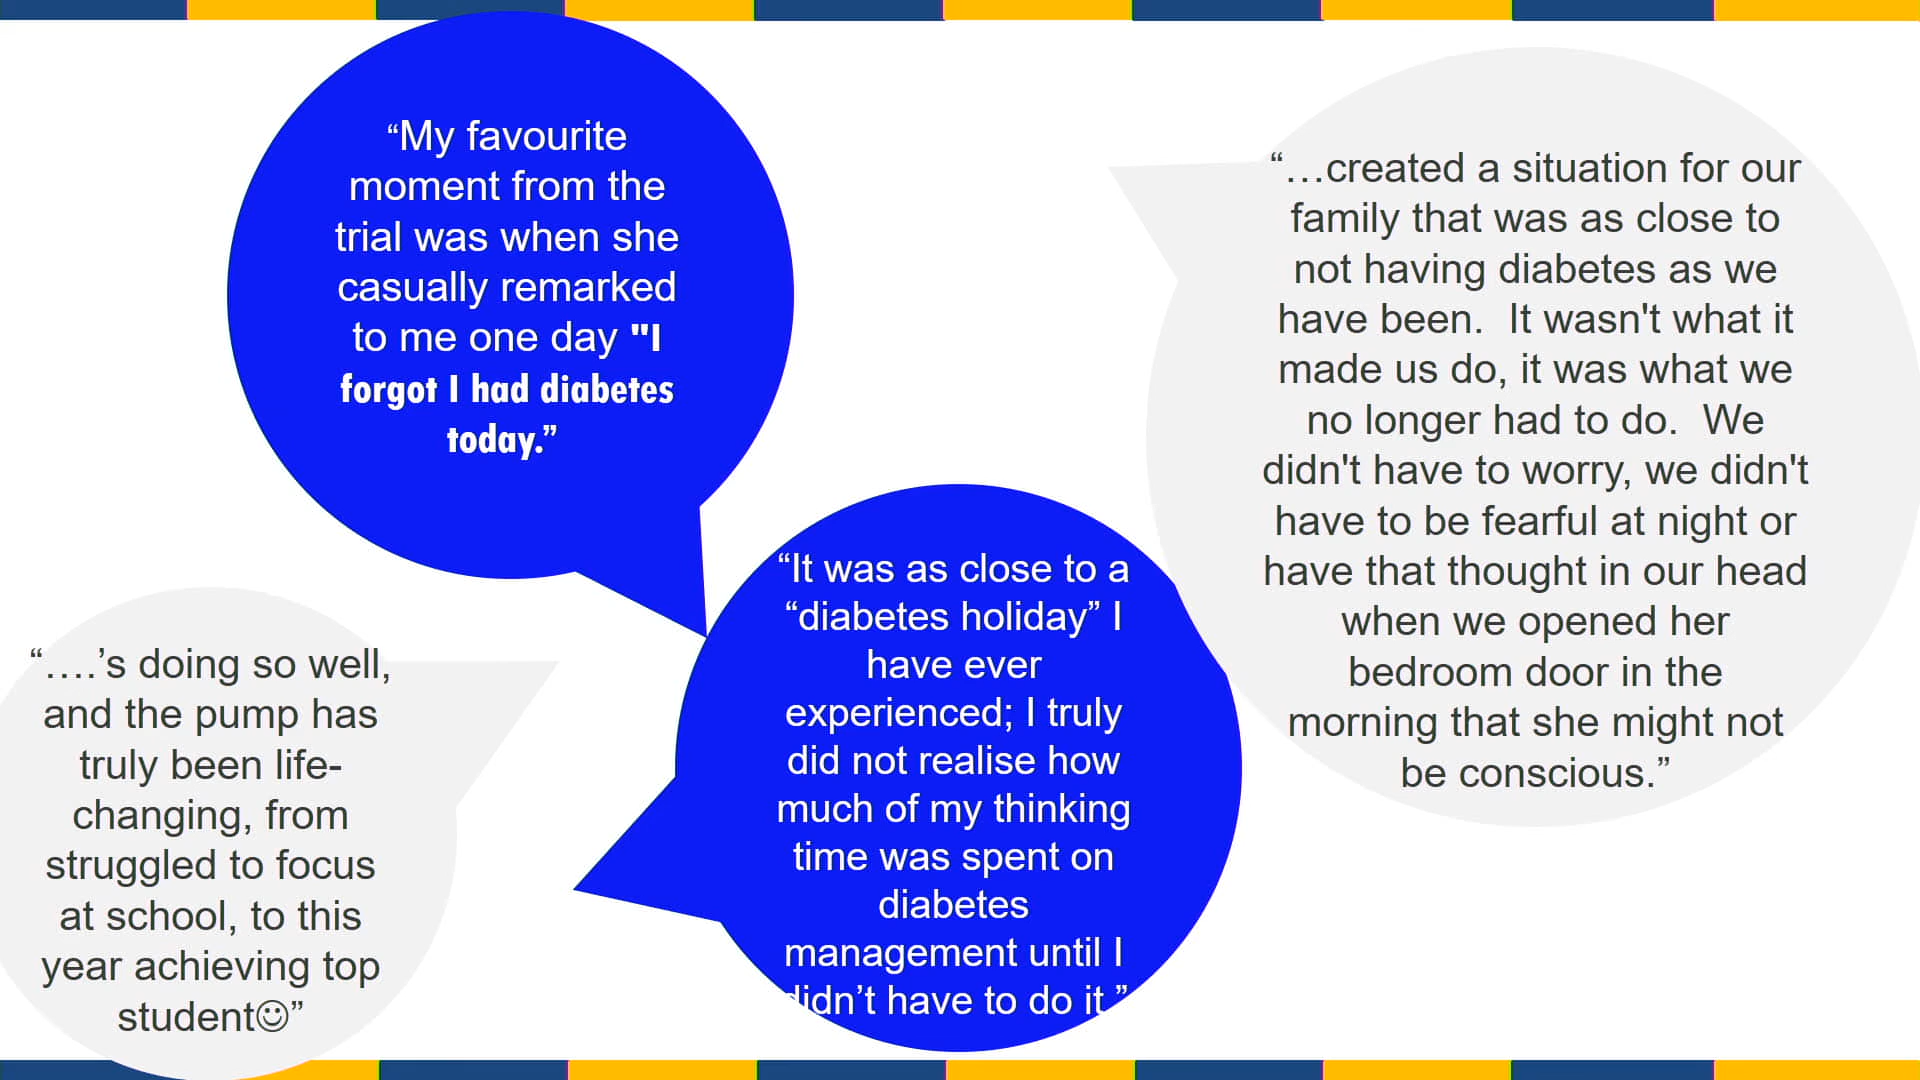 “My favourite
moment from the
trial was when she
casually remarked
to me one day "I
forgot I had diabetes
today.”
“…created a situation for our
family that was as close to
not having diabetes as we
have been.  It wasn't what it
made us do, it was what we
no longer had to do.  We
didn't have to worry, we didn't
have to be fearful at night or
have that thought in our head
when we opened her
bedroom door in the
morning that she might not
be conscious.”
“It was as close to a
“diabetes holiday” I
have ever
experienced; I truly
did not realise how
much of my thinking
time was spent on
diabetes
management until I
didn’t have to do it.”
“….’s doing so well,
and the pump has
truly been life-
changing, from
struggled to focus
at school, to this
year achieving top
student☺”